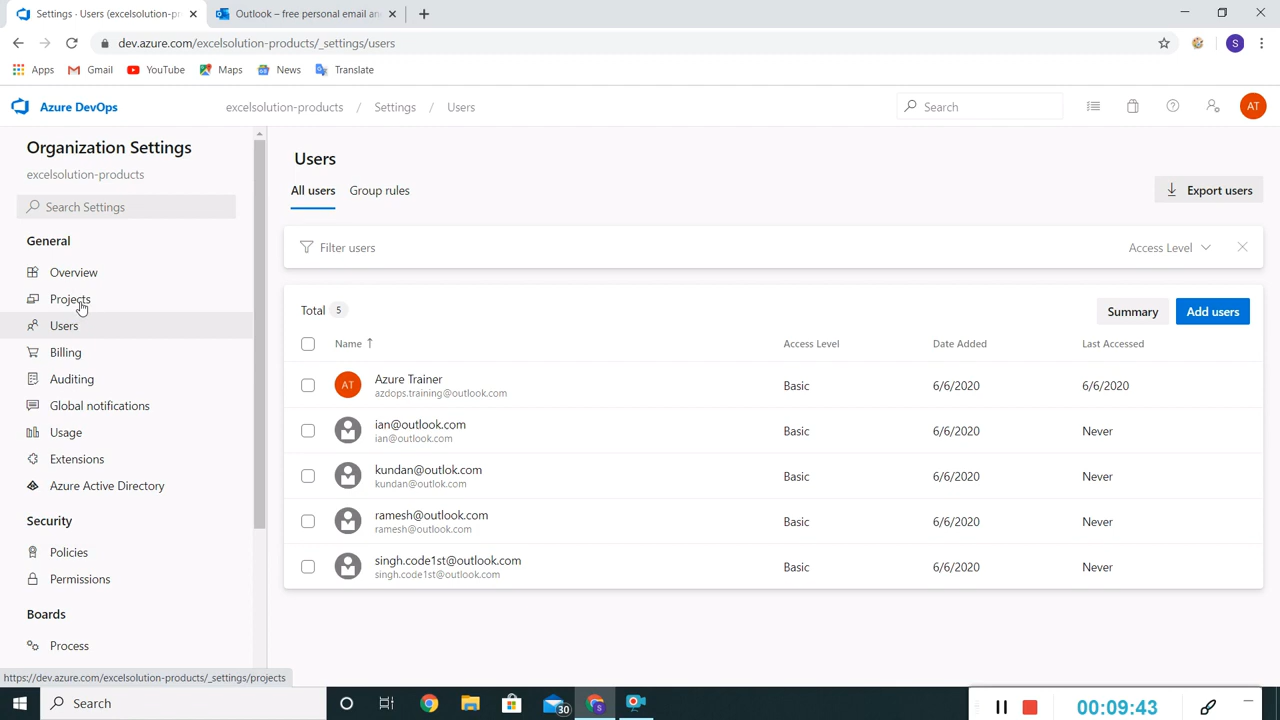 Settings · Users (excelsolution-pr
Outlook – free personal email an
dev.azure.com/excelsolution-products/_settings/users
S
Apps
Gmail
YouTube
Maps
News
Translate
Azure DevOps
excelsolution-products / Settings / Users
Search
AT
Organization Settings
excelsolution-products
Search Settings
General
Overview
Projects
Users
Billing
Auditing
Global notifications
Usage
Extensions
Azure Active Directory
Security
Policies
Permissions
Boards
Process
Users
All users
Group rules
Export users
Filter users
Access Level
Total 5
Summary
Add users
Name
Access Level
Date Added
Last Accessed
AT
Azure Trainer
azdops.training@outlook.com
Basic
6/6/2020
6/6/2020
ian@outlook.com
ian@outlook.com
Basic
6/6/2020
Never
kundan@outlok.com
kundan@outlok.com
Basic
6/6/2020
Never
ramesh@outlook.com
ramesh@outlook.com
Basic
6/6/2020
Never
singh.code1st@outlook.com
singh.code1st@outlook.com
Basic
6/6/2020
Never
https://dev.azure.com/excelsolution-products/_settings/projects
Search
30
00:09:43